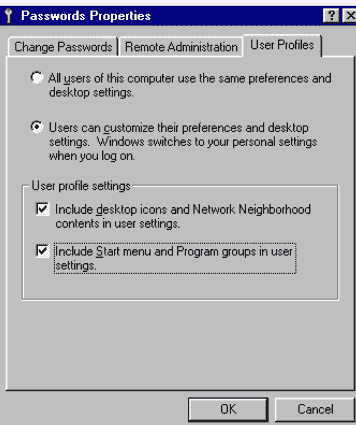 Passwords Properties
Change Passwords Remote Administration User Profiles
All users of this computer use the same preferences and
desktop settings.
Users can customize their preferences and desktop
settings. Windows switches to your personal settings
when you log on.
User profile settings
Include desktop icons and Network Neighborhood
contents in user settings.
Include Start menu and Program groups in user
settings.
OK Cancel